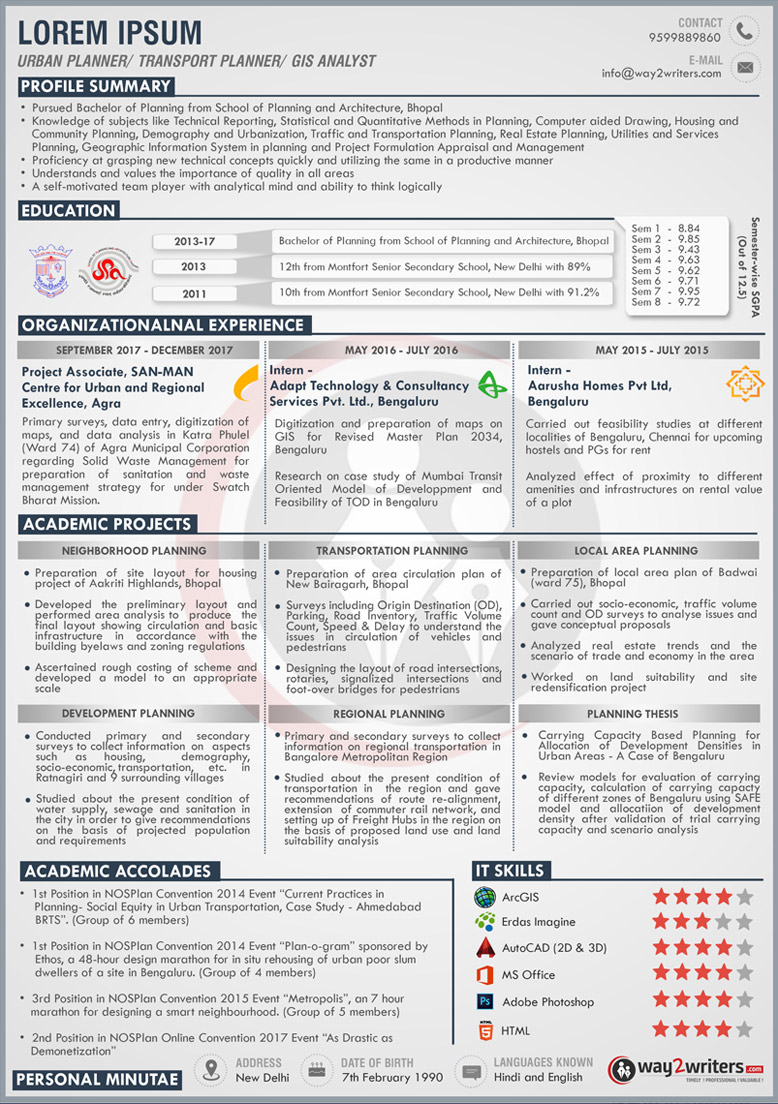 LOREM IPSUM
URBAN PLANNER/ TRANSPORT PLANNER/ GIS ANALYST
CONTACT
9599889860
E-MAIL
info@way2writers.com
PROFILE SUMMARY
• Pursued Bachelor of Planning from School of Planning and Architecture, Bhopal
• Knowledge of subjects like Technical Reporting, Statistical and Quantitative Methods in Planning, Computer aided Drawing, Housing and
Community Planning, Demography and Urbanization, Traffic and Transportation Planning, Real Estate Planning, Utilities and Services
Planning, Geographic Information System in planning and Project Formulation Appraisal and Management
• Proficiency at grasping new technical concepts quickly and utilizing the same in a productive manner
• Understands and values the importance of quality in all areas
• A self-motivated team player with analytical mind and ability to think logically
EDUCATION
2013-17
Bachelor of Planning from School of Planning and Architecture, Bhopal
2013
12th from Montfort Senior Secondary School, New Delhi with 89%
2011
10th from Montfort Senior Secondary School, New Delhi with 91.2%
Sem 1 - 8.84
Sem 2 - 9.85
Sem 3 - 9.43
Sem 4 - 9.63
Sem 5 - 9.62
Sem 6 - 9.71
Sem 7 - 9.95
Sem 8 - 9.72
Semester-wise SGPA
(Out of 12.5)
ORGANIZATIONALNAL EXPERIENCE
SEPTEMBER 2017 - DECEMBER 2017
Project Associate, SAN-MAN
Centre for Urban and Regional
Excellence, Agra
Primary surveys, data entry, digitization of
maps, and data analysis in Katra Phulel
(Ward 74) of Agra Municipal Corporation
regarding Solid Waste Management for
preparation of sanitation and waste
management strategy for under Swatch
Bharat Mission.
MAY 2016 - JULY 2016
Intern -
Adapt Technology & Consultancy
Services Pvt. Ltd., Bengaluru
Digitization and preparation of maps on
GIS for Revised Master Plan 2034,
Bengaluru
Research on case study of Mumbai Transit
Oriented Model of Developpment and
Feasibility of TOD in Bengaluru
MAY 2015 - JULY 2015
Intern -
Aarusha Homes Pvt Ltd,
Bengaluru
Carried out feasibility studies at different
localities of Bengaluru, Chennai for upcoming
hostels and PGs for rent
Analyzed effect of proximity to different
amenities and infrastructures on rental value
of a plot
ACADEMIC PROJECTS
NEIGHBORHOOD PLANNING
• Preparation of site layout for housing
project of Aakriti Highlands, Bhopal
• Developed the preliminary layout and
performed area analysis to produce the
final layout showing circulation and basic
infrastructure in accordance with the
building byelaws and zoning regulations
• Ascertained rough costing of scheme and
developed a model to an appropriate
scale
TRANSPORTATION PLANNING
• Preparation of area circulation plan of
New Bairagarh, Bhopal
• Surveys including Origin Destination (OD),
Parking, Road Inventory, Traffic Volume
Count, Speed & Delay to understand the
issues in circulation of vehicles and
pedestrians
• Designing the layout of road intersections,
rotaries, signalized intersections and
foot-over bridges for pedestrians
LOCAL AREA PLANNING
• Preparation of local area plan of Badwai
(ward 75), Bhopal
• Carried out socio-economic, traffic volume
count and OD surveys to analyse issues and
gave conceptual proposals
• Analyzed real estate trends and the
scenario of trade and economy in the area
• Worked on land suitability and site
redensification project
DEVELOPMENT PLANNING
• Conducted primary and secondary
surveys to collect information on aspects
such as housing, demography,
socio-economic,transportation, etc. in
Ratnagiri and 9 surrounding villages
• Studied about the present condition of
water supply, sewage and sanitation in
the city in order to give recommendations
on the basis of projected population
and requirements
REGIONAL PLANNING
• Primary and secondary surveys to collect
information on regional transportation in
Bangalore Metropolitan Region
• Studied about the present condition of
transportation in the region and gave
recommendations of route re-alignment,
extension of commuter rail network, and
setting up of Freight Hubs in the region on
the basis of proposed land use and land
suitability analysis
PLANNING THESIS
• Carrying Capacity Based Planning for
Allocation of Development Densities in
Urban Areas - A Case of Bengaluru
• Review models for evaluation of carrying
capacity, calculation of carrying capacty
of different zones of Bengaluru using SAFE
model and allocatiion of development
density after validation of trial carrying
capacity and scenario analysis
ACADEMIC ACCOLADES
• 1st Position in NOSPlan Convention 2014 Event “Current Practices in
Planning- Social Equity in Urban Transportation, Case Study - Ahmedabad
BRTS”. (Group of 6 members)
• 1st Position in NOSPlan Convention 2014 Event “Plan-o-gram” sponsored by
Ethos, a 48-hour design marathon for in situ rehousing of urban poor slum
dwellers of a site in Bengaluru. (Group of 4 members)
• 3rd Position in NOSPlan Convention 2015 Event “Metropolis”, an 7 hour
marathon for designing a smart neighbourhood. (Group of 5 members)
• 2nd Position in NOSPlan Online Convention 2017 Event “As Drastic as
Demonetization”
IT SKILLS
ArcGIS
Erdas Imagine
AutoCAD (2D & 3D)
MS Office
Ps Adobe Photoshop
HTML
PERSONAL MINUTAE
ADDRESS
New Delhi
DATE OF BIRTH
7th February 1990
LANGUAGES KNOWN
Hindi and English
way2writers.com
TIMELY ! PROFESSIONAL ! VALUABLE !